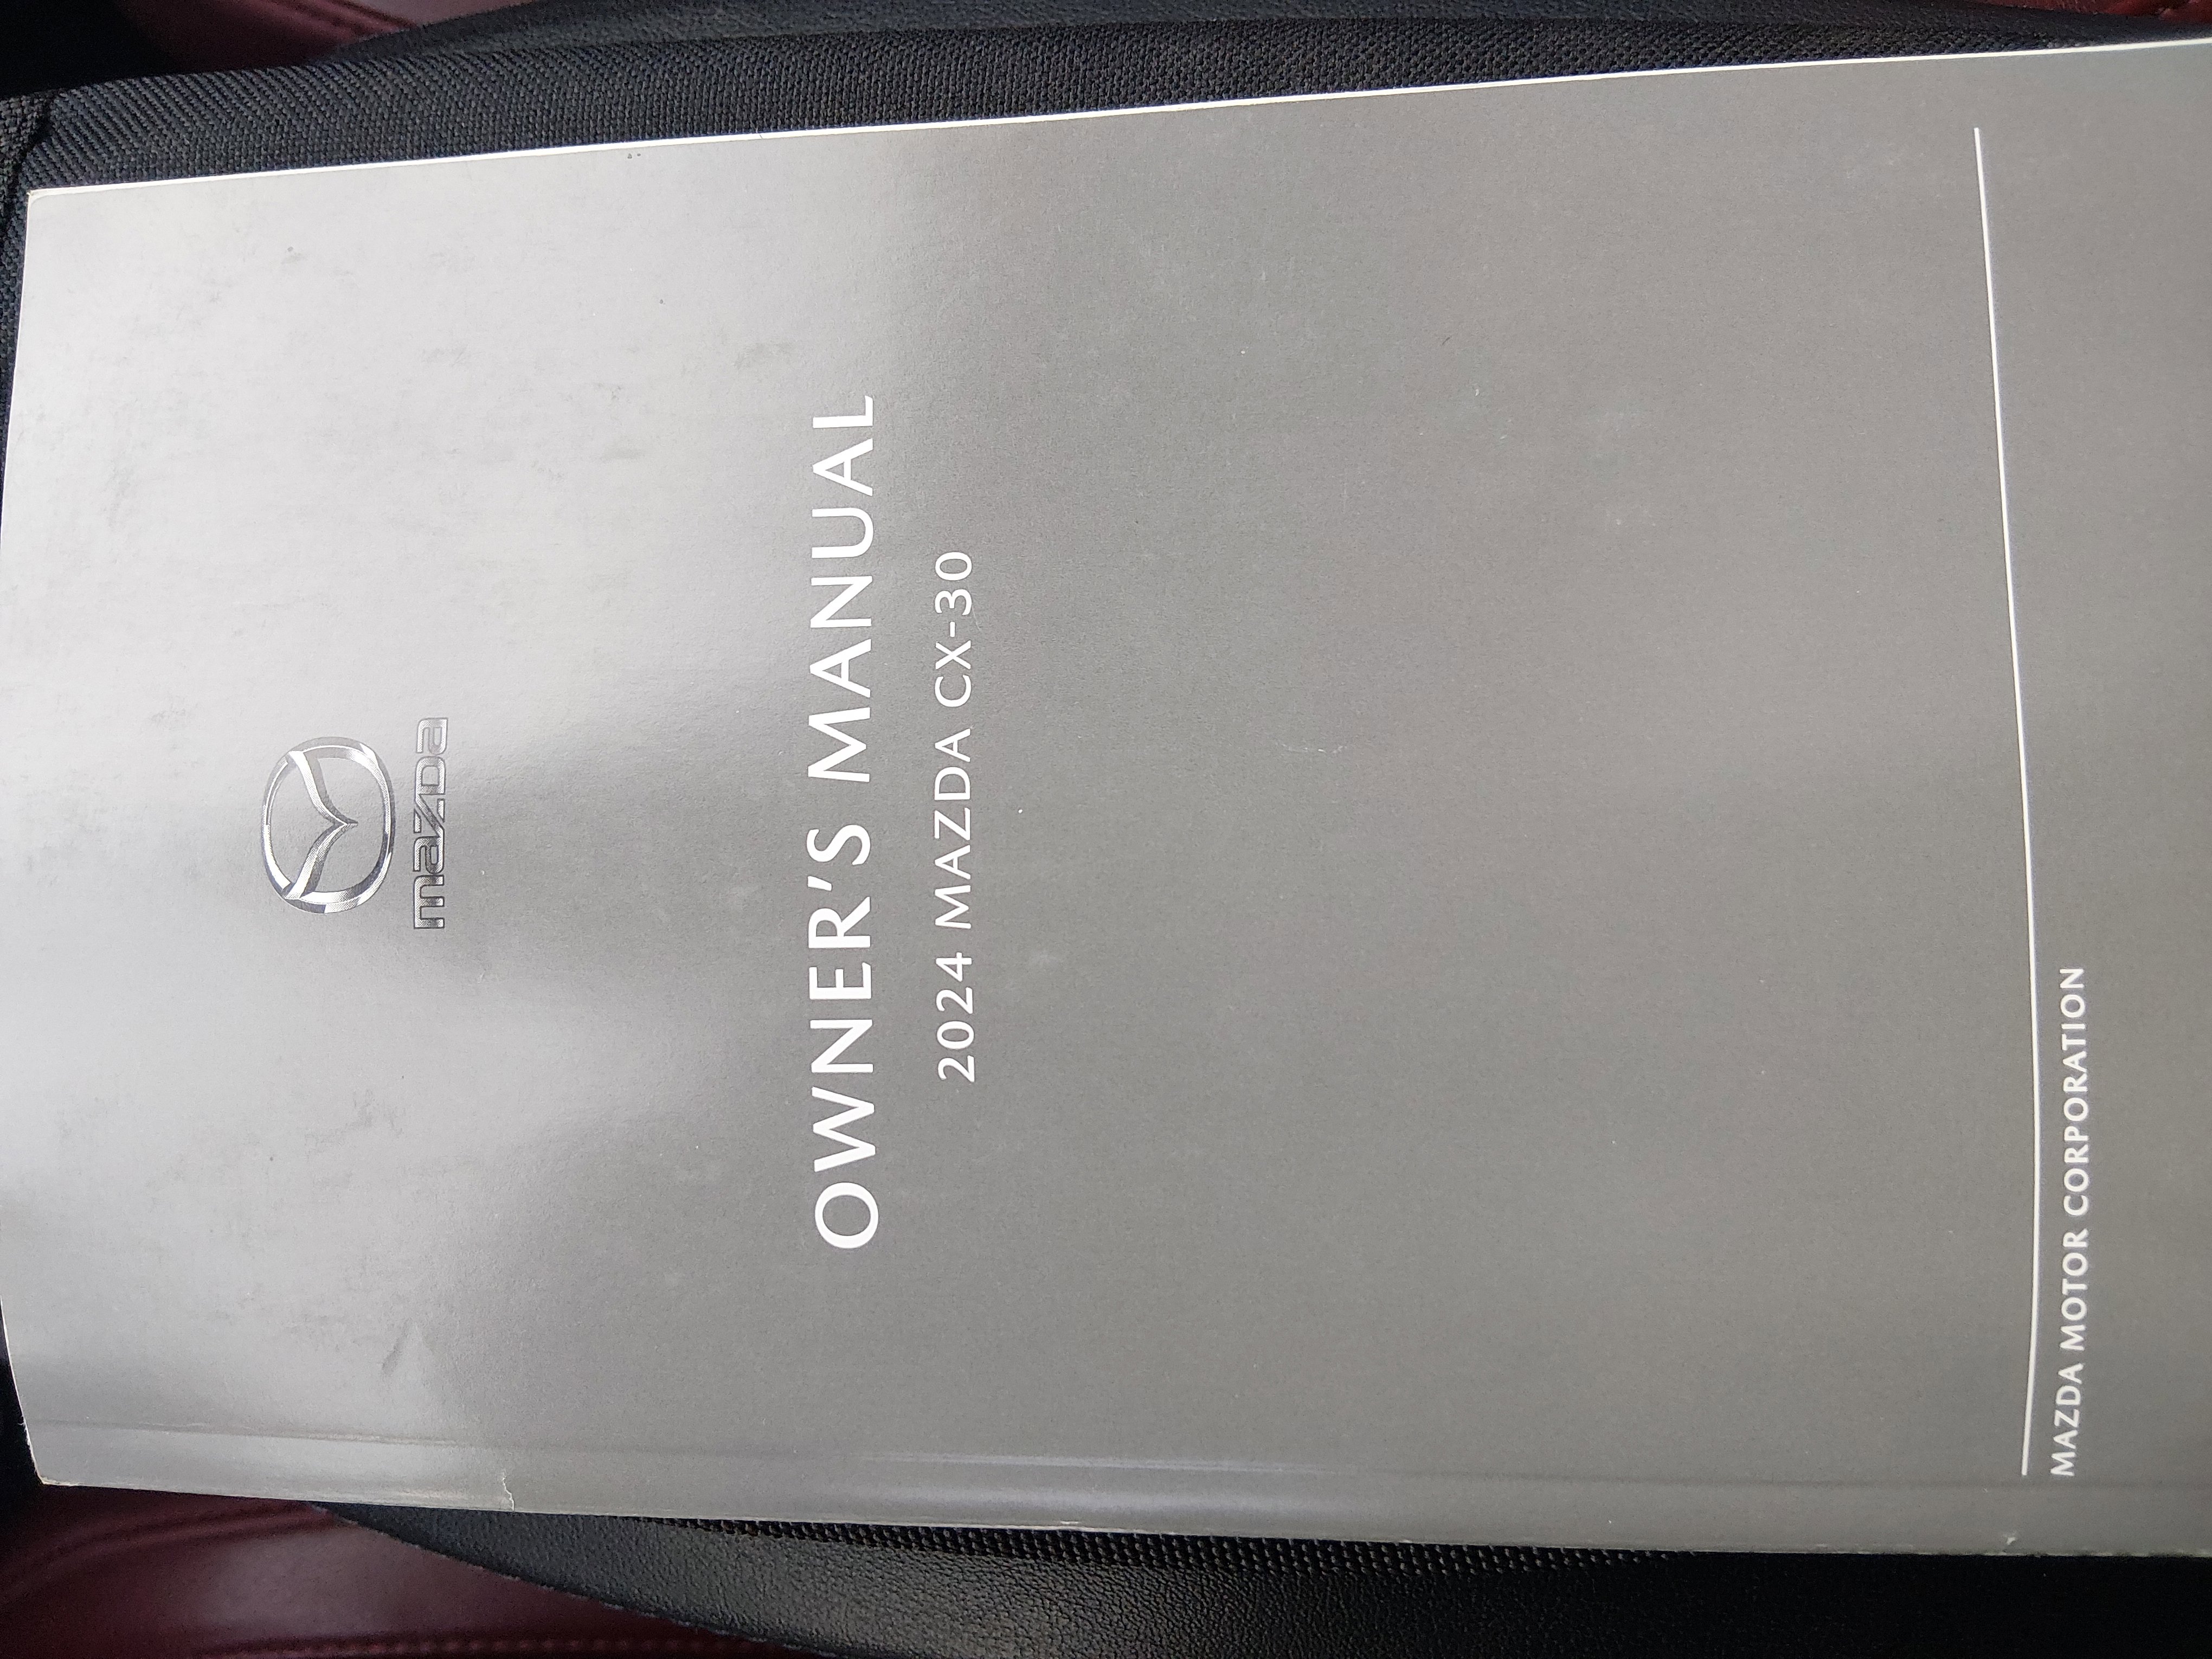 mazda
OWNER'S MANUAL
2024 MAZDA CX-30
MAZDA MOTOR CORPORATION